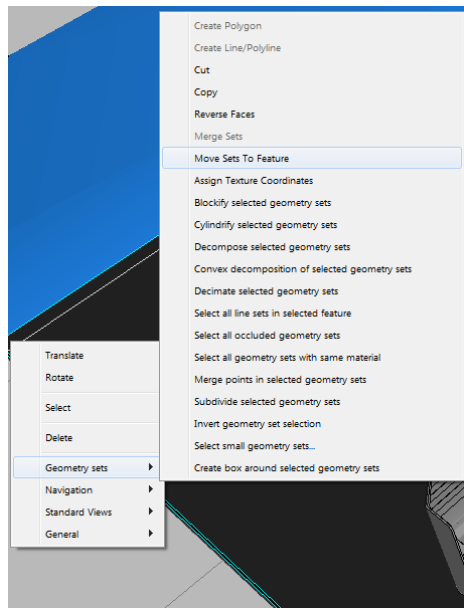 Create Polygon
Create Line/Polyline
Cut
Copy
Reverse Faces
Merge Sets
Move Sets To Feature
Assign Texture Coordinates
Blockify selected geometry sets
Cylindrify selected geometry sets
Decompose selected geometry sets
Convex decomposition of selected geometry sets
Decimate selected geometry sets
Select all line sets in selected feature
Select all occluded geometry sets
Select all geometry sets with same material
Merge points in selected geometry sets
Subdivide selected geometry sets
Invert geometry set selection
Select small geometry sets...
Create box around selected geometry sets
Translate
Rotate
Select
Delete
Geometry sets
Navigation
Standard Views
General